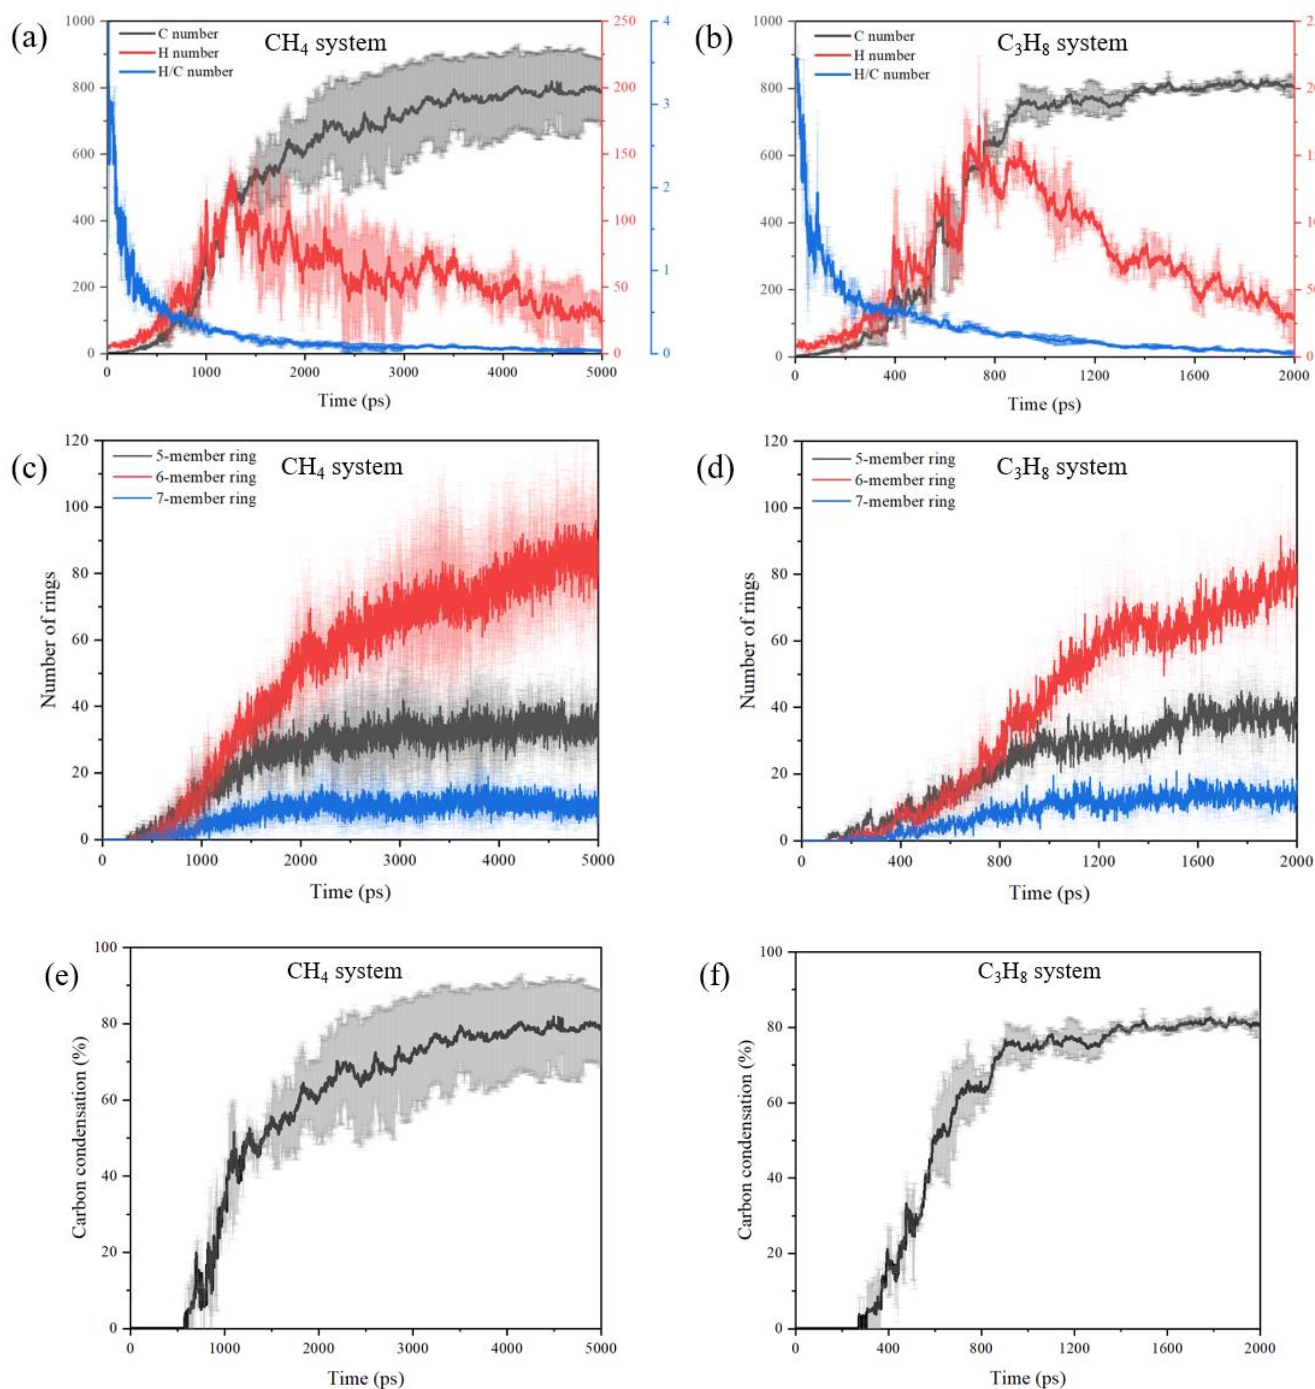 (a)
CH4 system
C number
H number
H/C number
1000
800
600
400
200
0
250
200
150
100
50
0
4
3
2
1
0
0 1000 2000 3000 4000 5000
Time (ps)
(b)
C3H8 system
C number
H number
H/C number
1000
800
600
400
200
0
0 400 800 1200 1600 2000
Time (ps)
(c)
CH4 system
5-member ring
6-member ring
7-member ring
Number of rings
120
100
80
60
40
20
0
0 1000 2000 3000 4000 5000
Time (ps)
(d)
C3H8 system
5-member ring
6-member ring
7-member ring
Number of rings
120
100
80
60
40
20
0
0 400 800 1200 1600 2000
Time (ps)
(e)
CH4 system
Carbon condensation (%)
100
80
60
40
20
0
0 1000 2000 3000 4000 5000
Time (ps)
(f)
C3H8 system
Carbon condensation (%)
100
80
60
40
20
0
0 400 800 1200 1600 2000
Time (ps)